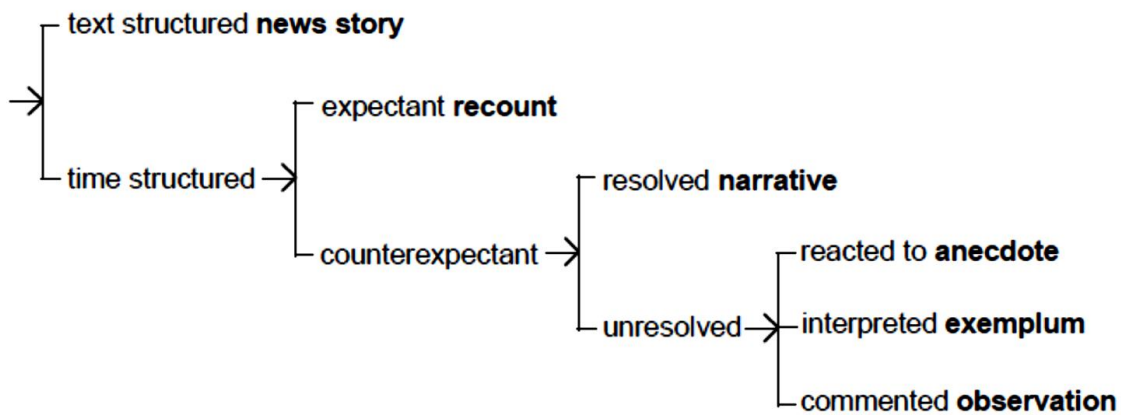 text structured news story
expectant recount
time structured
resolved narrative
counterexpectant
reacted to anecdote
unresolved
interpreted exemplum
commented observation